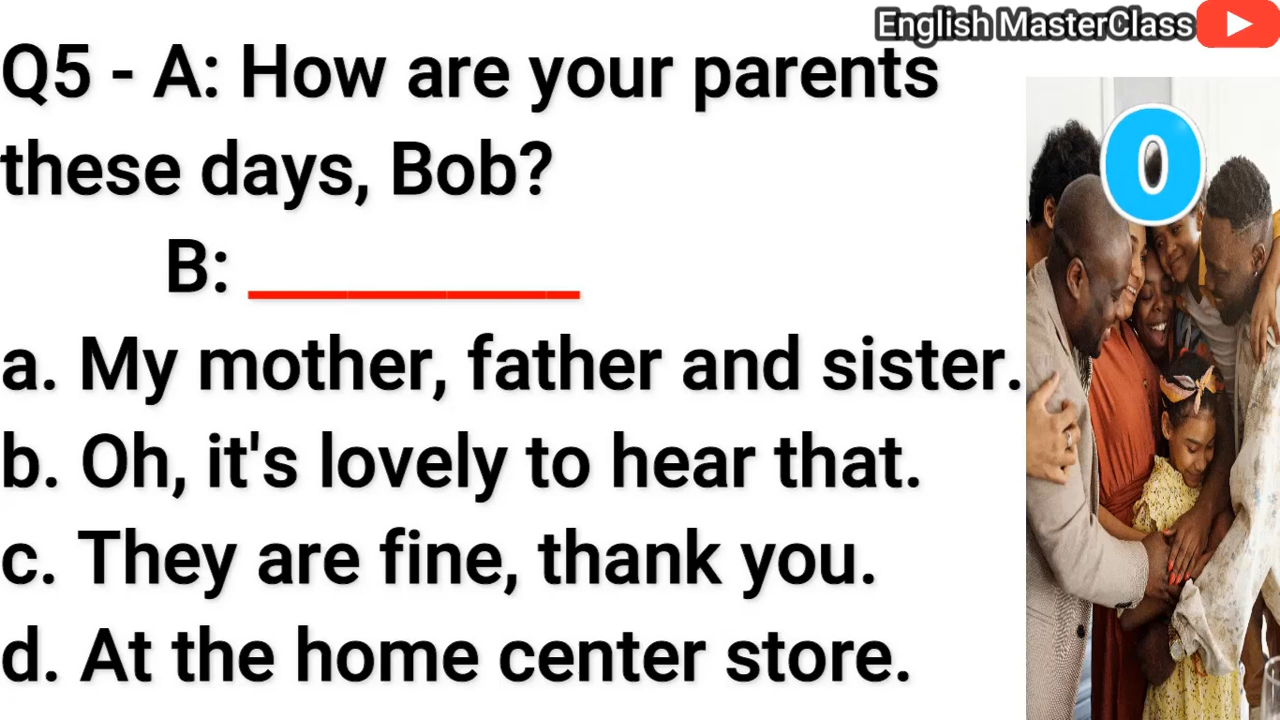 English MasterClass
Q5 - A: How are your parents
these days, Bob?
B: __________
a. My mother, father and sister.
b. Oh, it's lovely to hear that.
c. They are fine, thank you.
d. At the home center store.
0